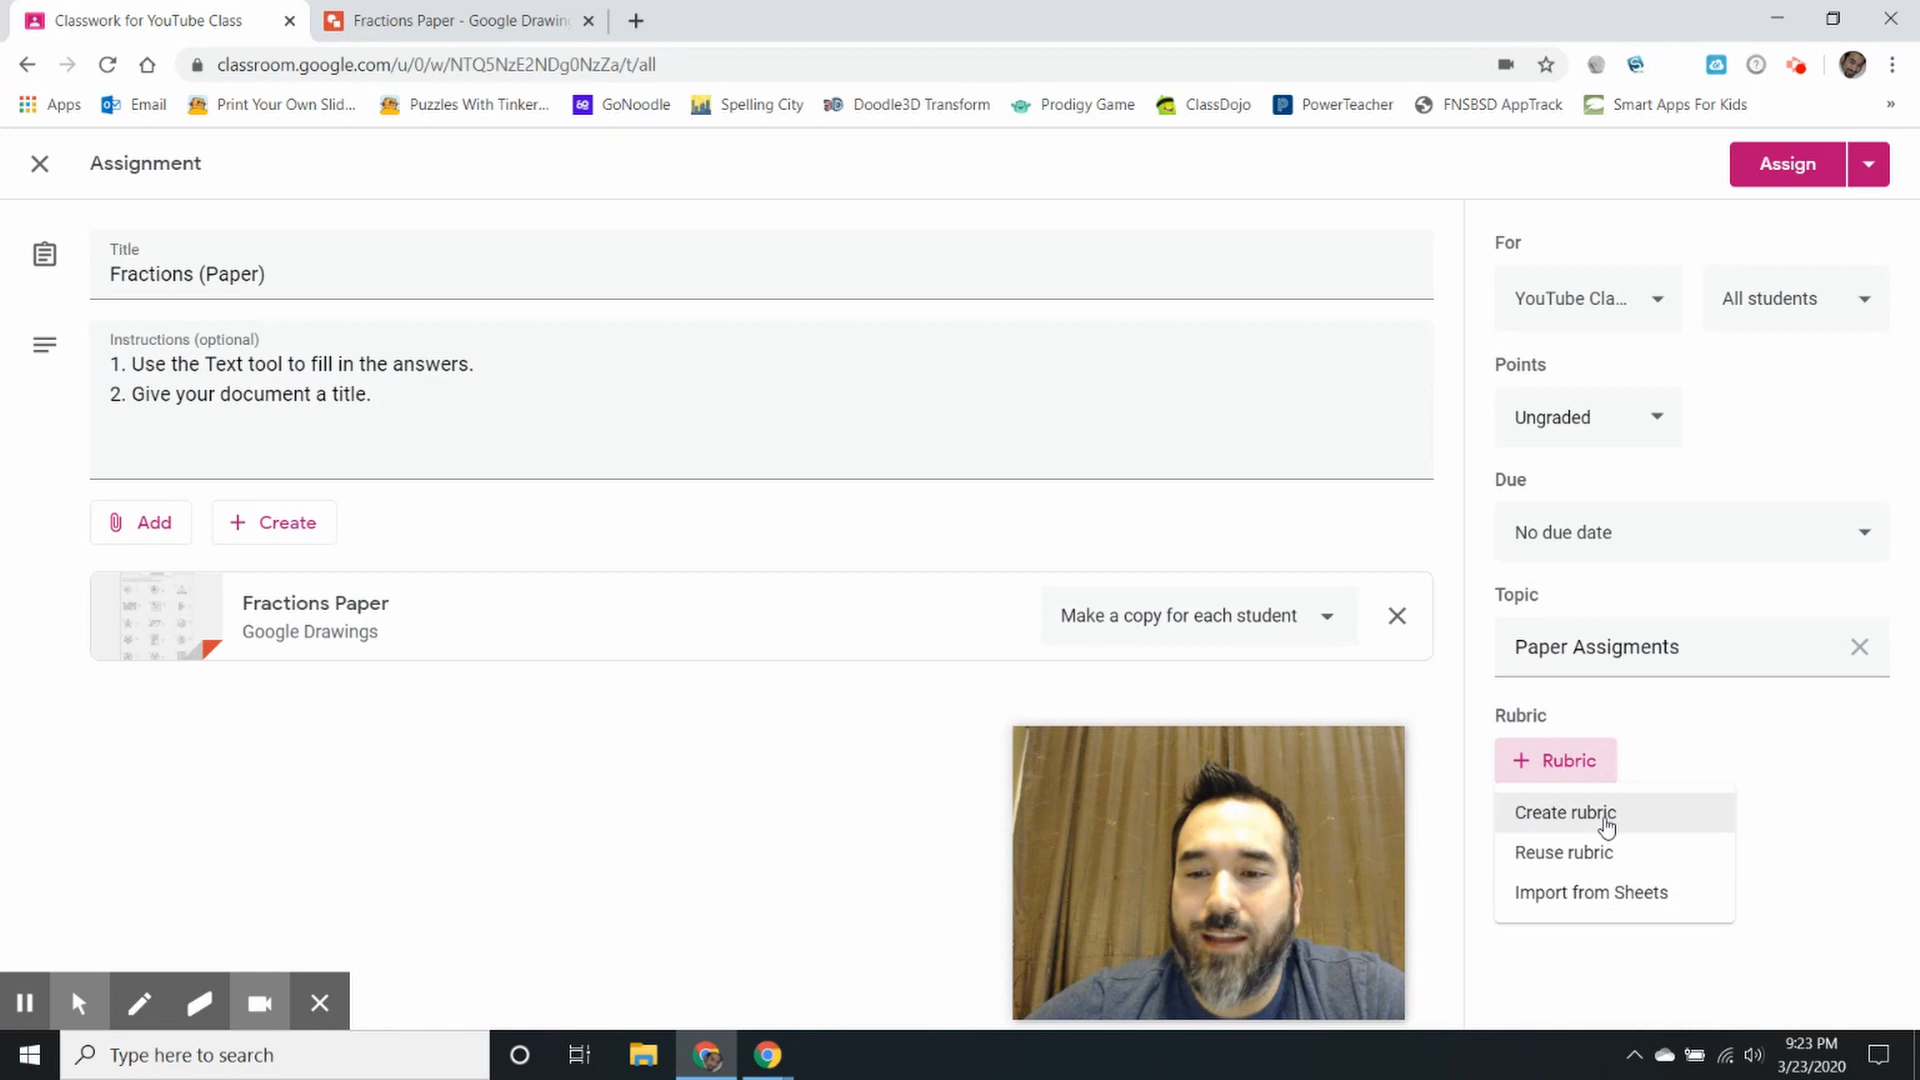 Classwork for YouTube Class
Fractions Paper - Google Drawing
classroom.google.com/u/0/w/NTQ5NzE2NDg0NzZa/t/all
Apps
Email
Print Your Own Slid...
Puzzles With Tinker...
GoNoodle
Spelling City
Doodle3D Transform
Prodigy Game
ClassDojo
PowerTeacher
FNSBSD AppTrack
Smart Apps For Kids
»
Assignment
Assign
Title
Fractions (Paper)
Instructions (optional)
1. Use the Text tool to fill in the answers.
2. Give your document a title.
Add
+ Create
Fractions Paper
Google Drawings
Make a copy for each student
For
YouTube Cla...
All students
Points
Ungraded
Due
No due date
Topic
Paper Assigments
Rubric
+ Rubric
Create rubric
Reuse rubric
Import from Sheets
Type here to search
9:23 PM
3/23/2020